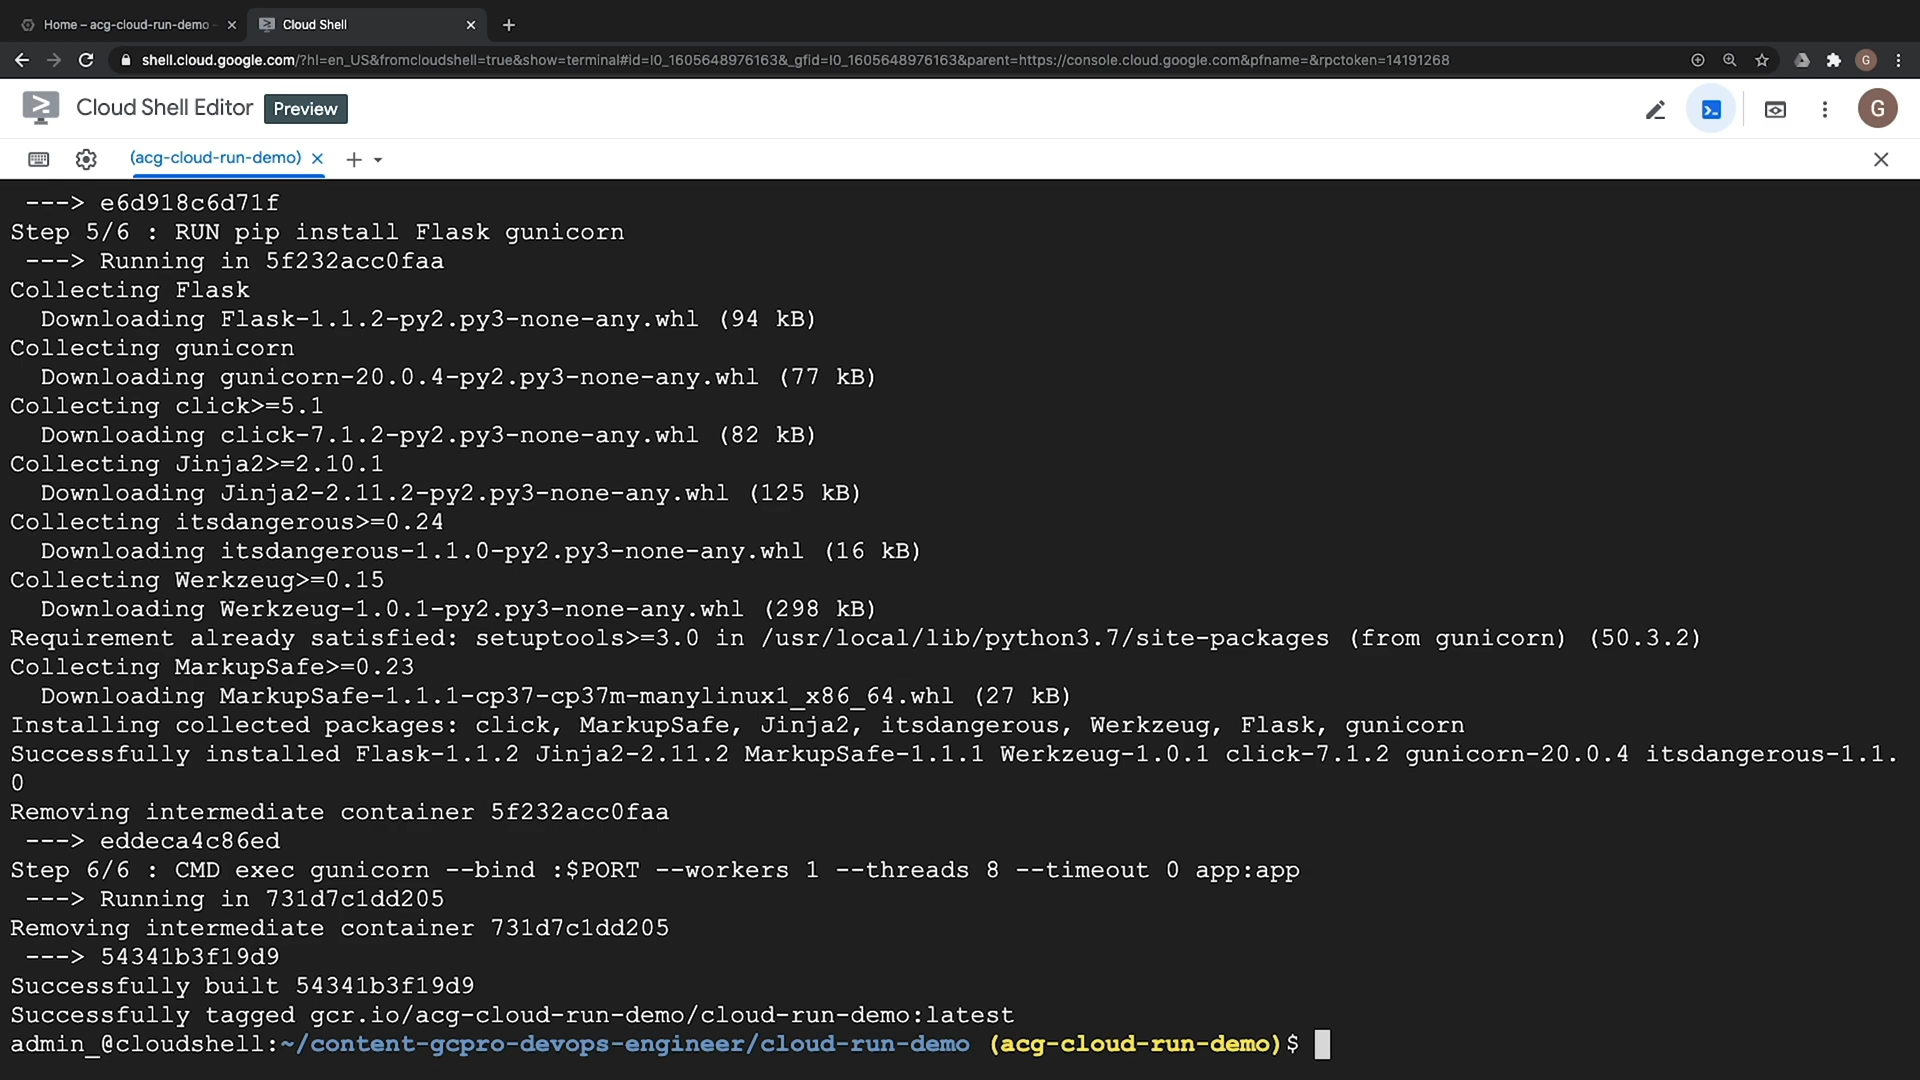 Home – acg-cloud-run-demo -
Cloud Shell
shell.cloud.google.com/?hl=en_US&fromcloudshell=true&show=terminal#id=I0_1605648976163&_gfid=I0_1605648976163&parent=https://console.cloud.google.com&pfname=&rpctoken=14191268
G
Cloud Shell Editor
Preview
G
(acg-cloud-run-demo)
---> e6d918c6d71f
Step 5/6 : RUN pip install Flask gunicorn
---> Running in 5f232acc0faa
Collecting Flask
Downloading Flask-1.1.2-py2.py3-none-any.whl (94 kB)
Collecting gunicorn
Downloading gunicorn-20.0.4-py2.py3-none-any.whl (77 kB)
Collecting click>=5.1
Downloading click-7.1.2-py2.py3-none-any.whl (82 kB)
Collecting Jinja2>=2.10.1
Downloading Jinja2-2.11.2-py2.py3-none-any.whl (125 kB)
Collecting itsdangerous>=0.24
Downloading itsdangerous-1.1.0-py2.py3-none-any.whl (16 kB)
Collecting Werkzeug>=0.15
Downloading Werkzeug-1.0.1-py2.py3-none-any.whl (298 kB)
Requirement already satisfied: setuptools>=3.0 in /usr/local/lib/python3.7/site-packages (from gunicorn) (50.3.2)
Collecting MarkupSafe>=0.23
Downloading MarkupSafe-1.1.1-cp37-cp37m-manylinux1_x86_64.whl (27 kB)
Installing collected packages: click, MarkupSafe, Jinja2, itsdangerous, Werkzeug, Flask, gunicorn
Successfully installed Flask-1.1.2 Jinja2-2.11.2 MarkupSafe-1.1.1 Werkzeug-1.0.1 click-7.1.2 gunicorn-20.0.4 itsdangerous-1.1.
0
Removing intermediate container 5f232acc0faa
---> eddeca4c86ed
Step 6/6 : CMD exec gunicorn --bind :$PORT --workers 1 --threads 8 --timeout 0 app:app
---> Running in 731d7c1dd205
Removing intermediate container 731d7c1dd205
---> 54341b3f19d9
Successfully built 54341b3f19d9
Successfully tagged gcr.io/acg-cloud-run-demo/cloud-run-demo:latest
admin_@cloudshell:~/content-gcpro-devops-engineer/cloud-run-demo (acg-cloud-run-demo)$